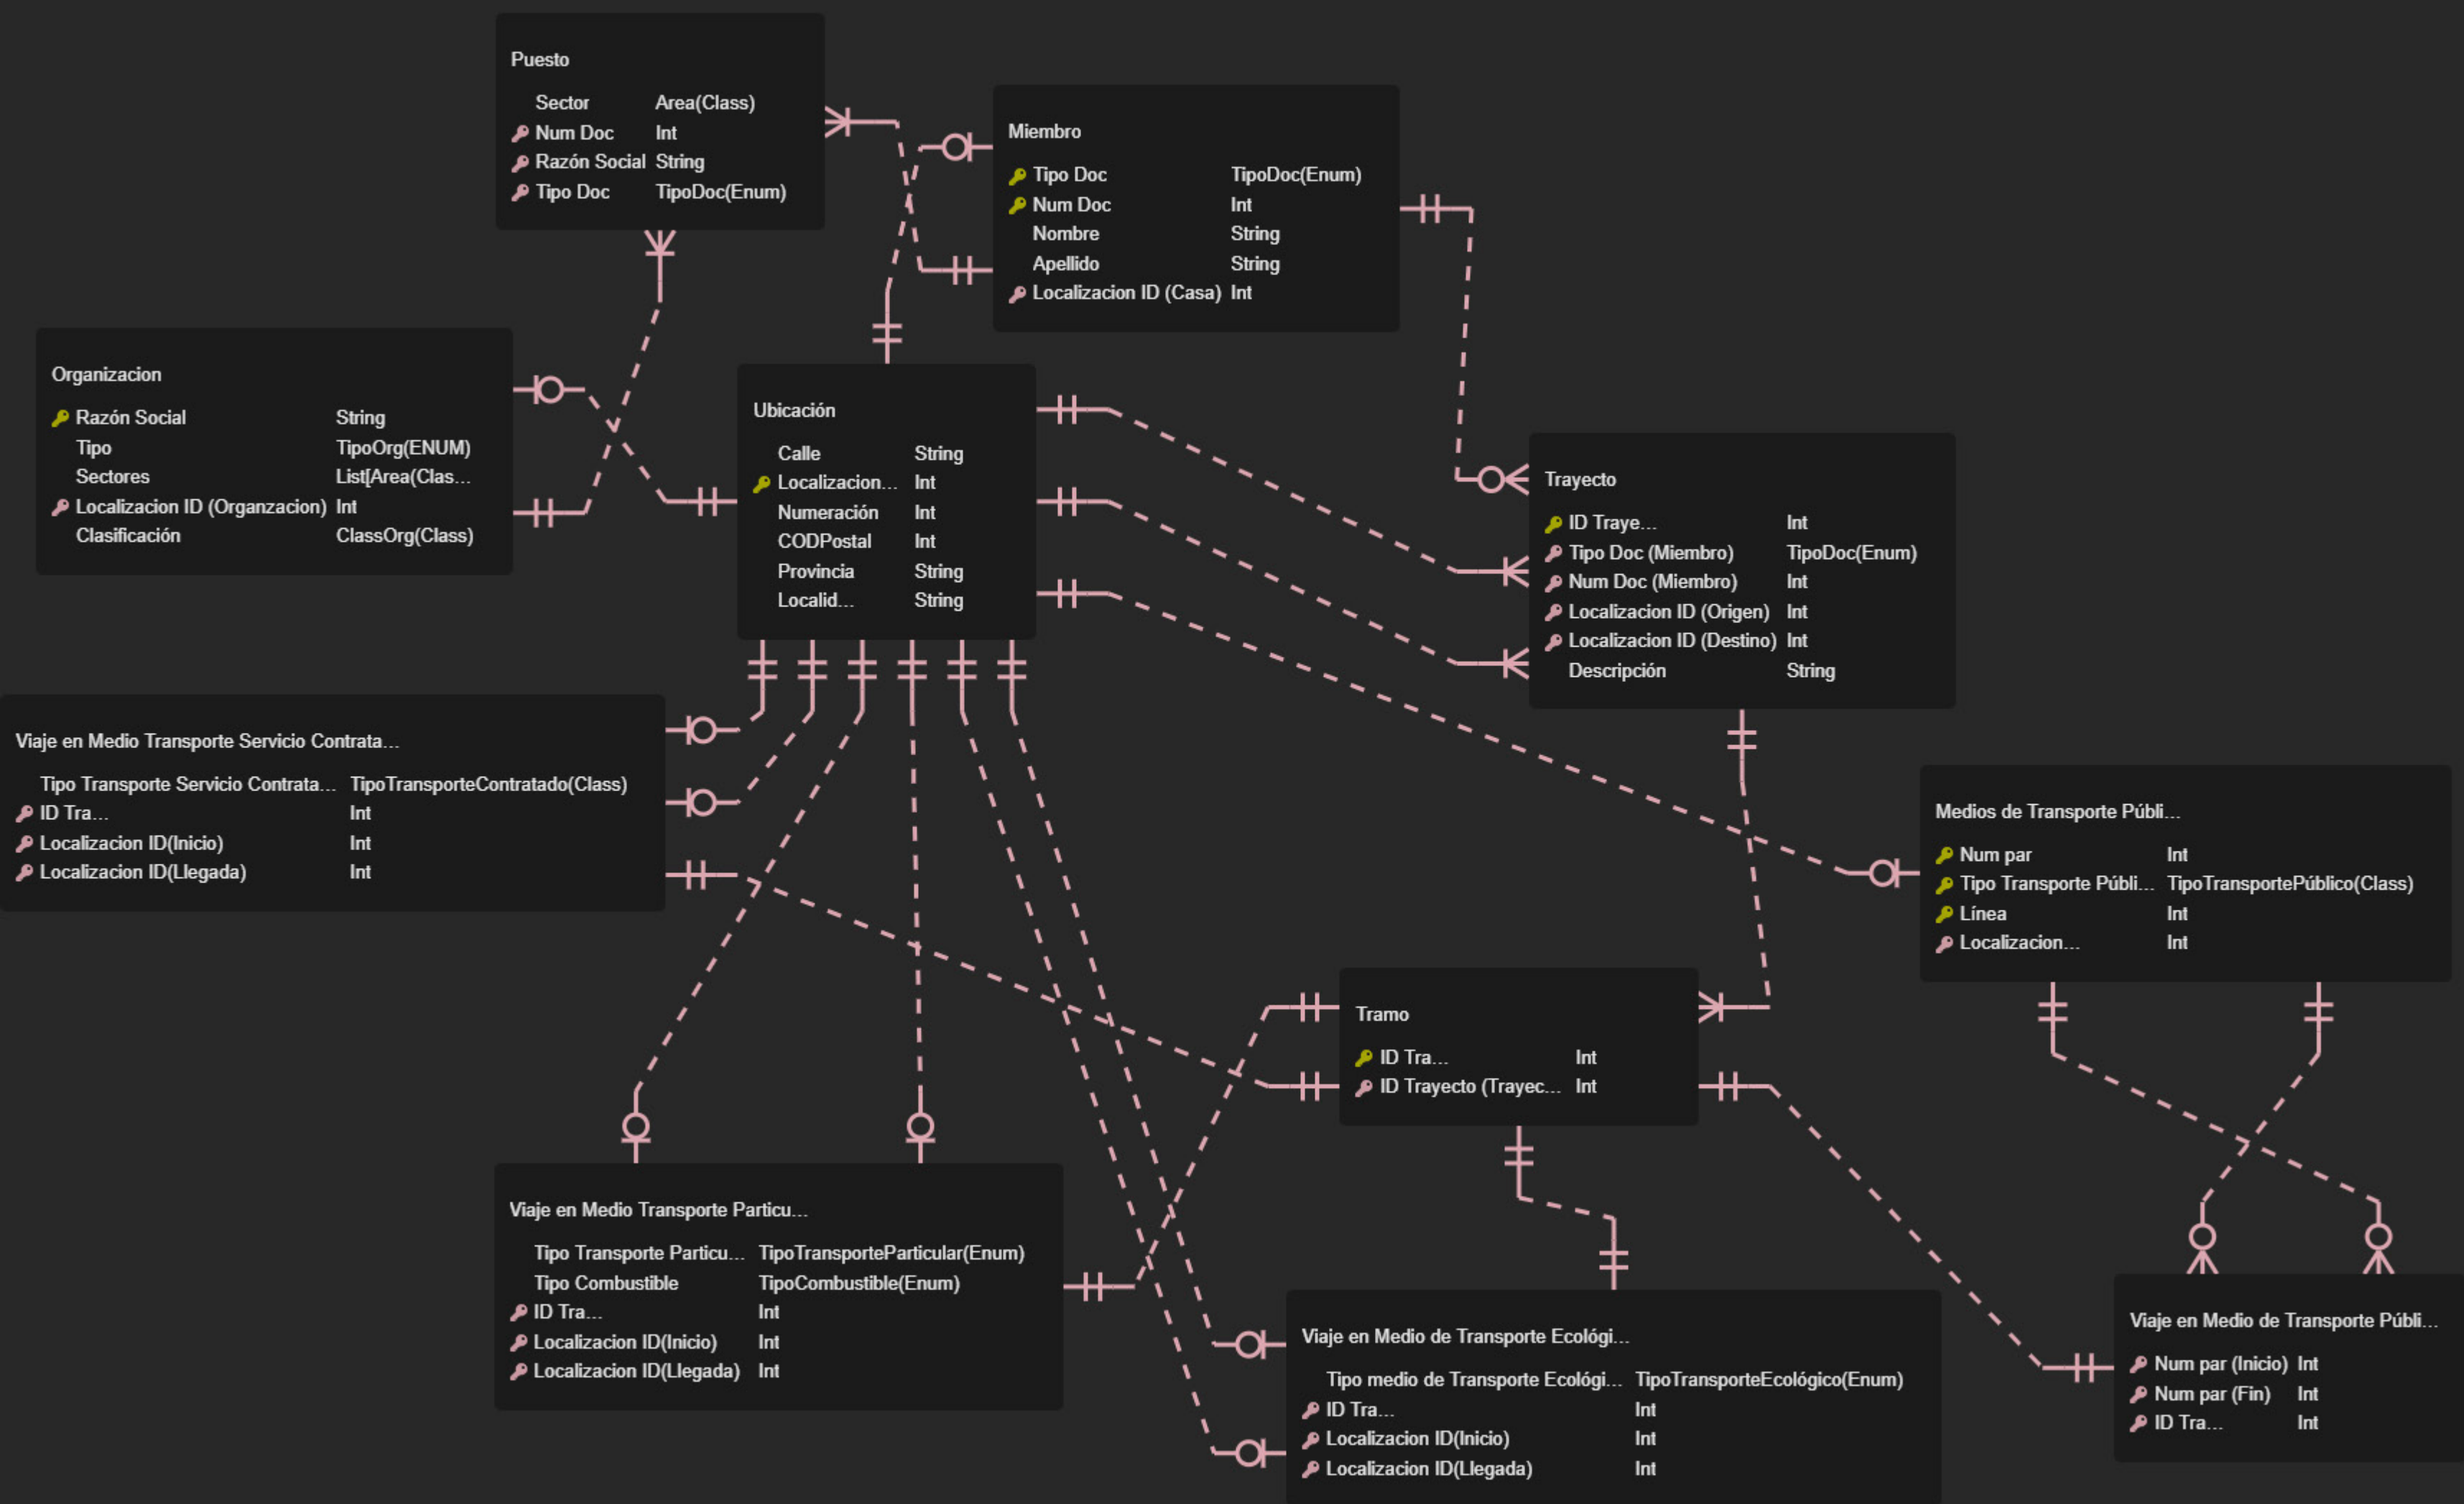 Puesto
Sector Area(Class)
Num Doc Int
Razón Social String
Tipo Doc TipoDoc(Enum)
Miembro
Tipo Doc TipoDoc(Enum)
Num Doc Int
Nombre String
Apellido String
Localizacion ID (Casa) Int
Organizacion
Razón Social String
Tipo TipoOrg(ENUM)
Sectores List[Area(Clas...
Localizacion ID (Organzacion) Int
Clasificación ClassOrg(Class)
Ubicación
Calle String
Localizacion... Int
Numeración Int
CODPostal Int
Provincia String
Localid... String
Trayecto
ID Traye... Int
Tipo Doc (Miembro) TipoDoc(Enum)
Num Doc (Miembro) Int
Localizacion ID (Origen) Int
Localizacion ID (Destino) Int
Descripción String
Viaje en Medio Transporte Servicio Contrata...
Tipo Transporte Servicio Contrata... TipoTransporteContratado(Class)
ID Tra... Int
Localizacion ID(Inicio) Int
Localizacion ID(Llegada) Int
Medios de Transporte Públi...
Num par Int
Tipo Transporte Públi... TipoTransportePúblico(Class)
Línea Int
Localizacion... Int
Tramo
ID Tra... Int
ID Trayecto (Trayec... Int
Viaje en Medio Transporte Particu...
Tipo Transporte Particu... TipoTransporteParticular(Enum)
Tipo Combustible TipoCombustible(Enum)
ID Tra... Int
Localizacion ID(Inicio) Int
Localizacion ID(Llegada) Int
Viaje en Medio de Transporte Ecológi...
Tipo medio de Transporte Ecológi... TipoTransporteEcológico(Enum)
ID Tra... Int
Localizacion ID(Inicio) Int
Localizacion ID(Llegada) Int
Viaje en Medio de Transporte Públi...
Num par (Inicio) Int
Num par (Fin) Int
ID Tra... Int